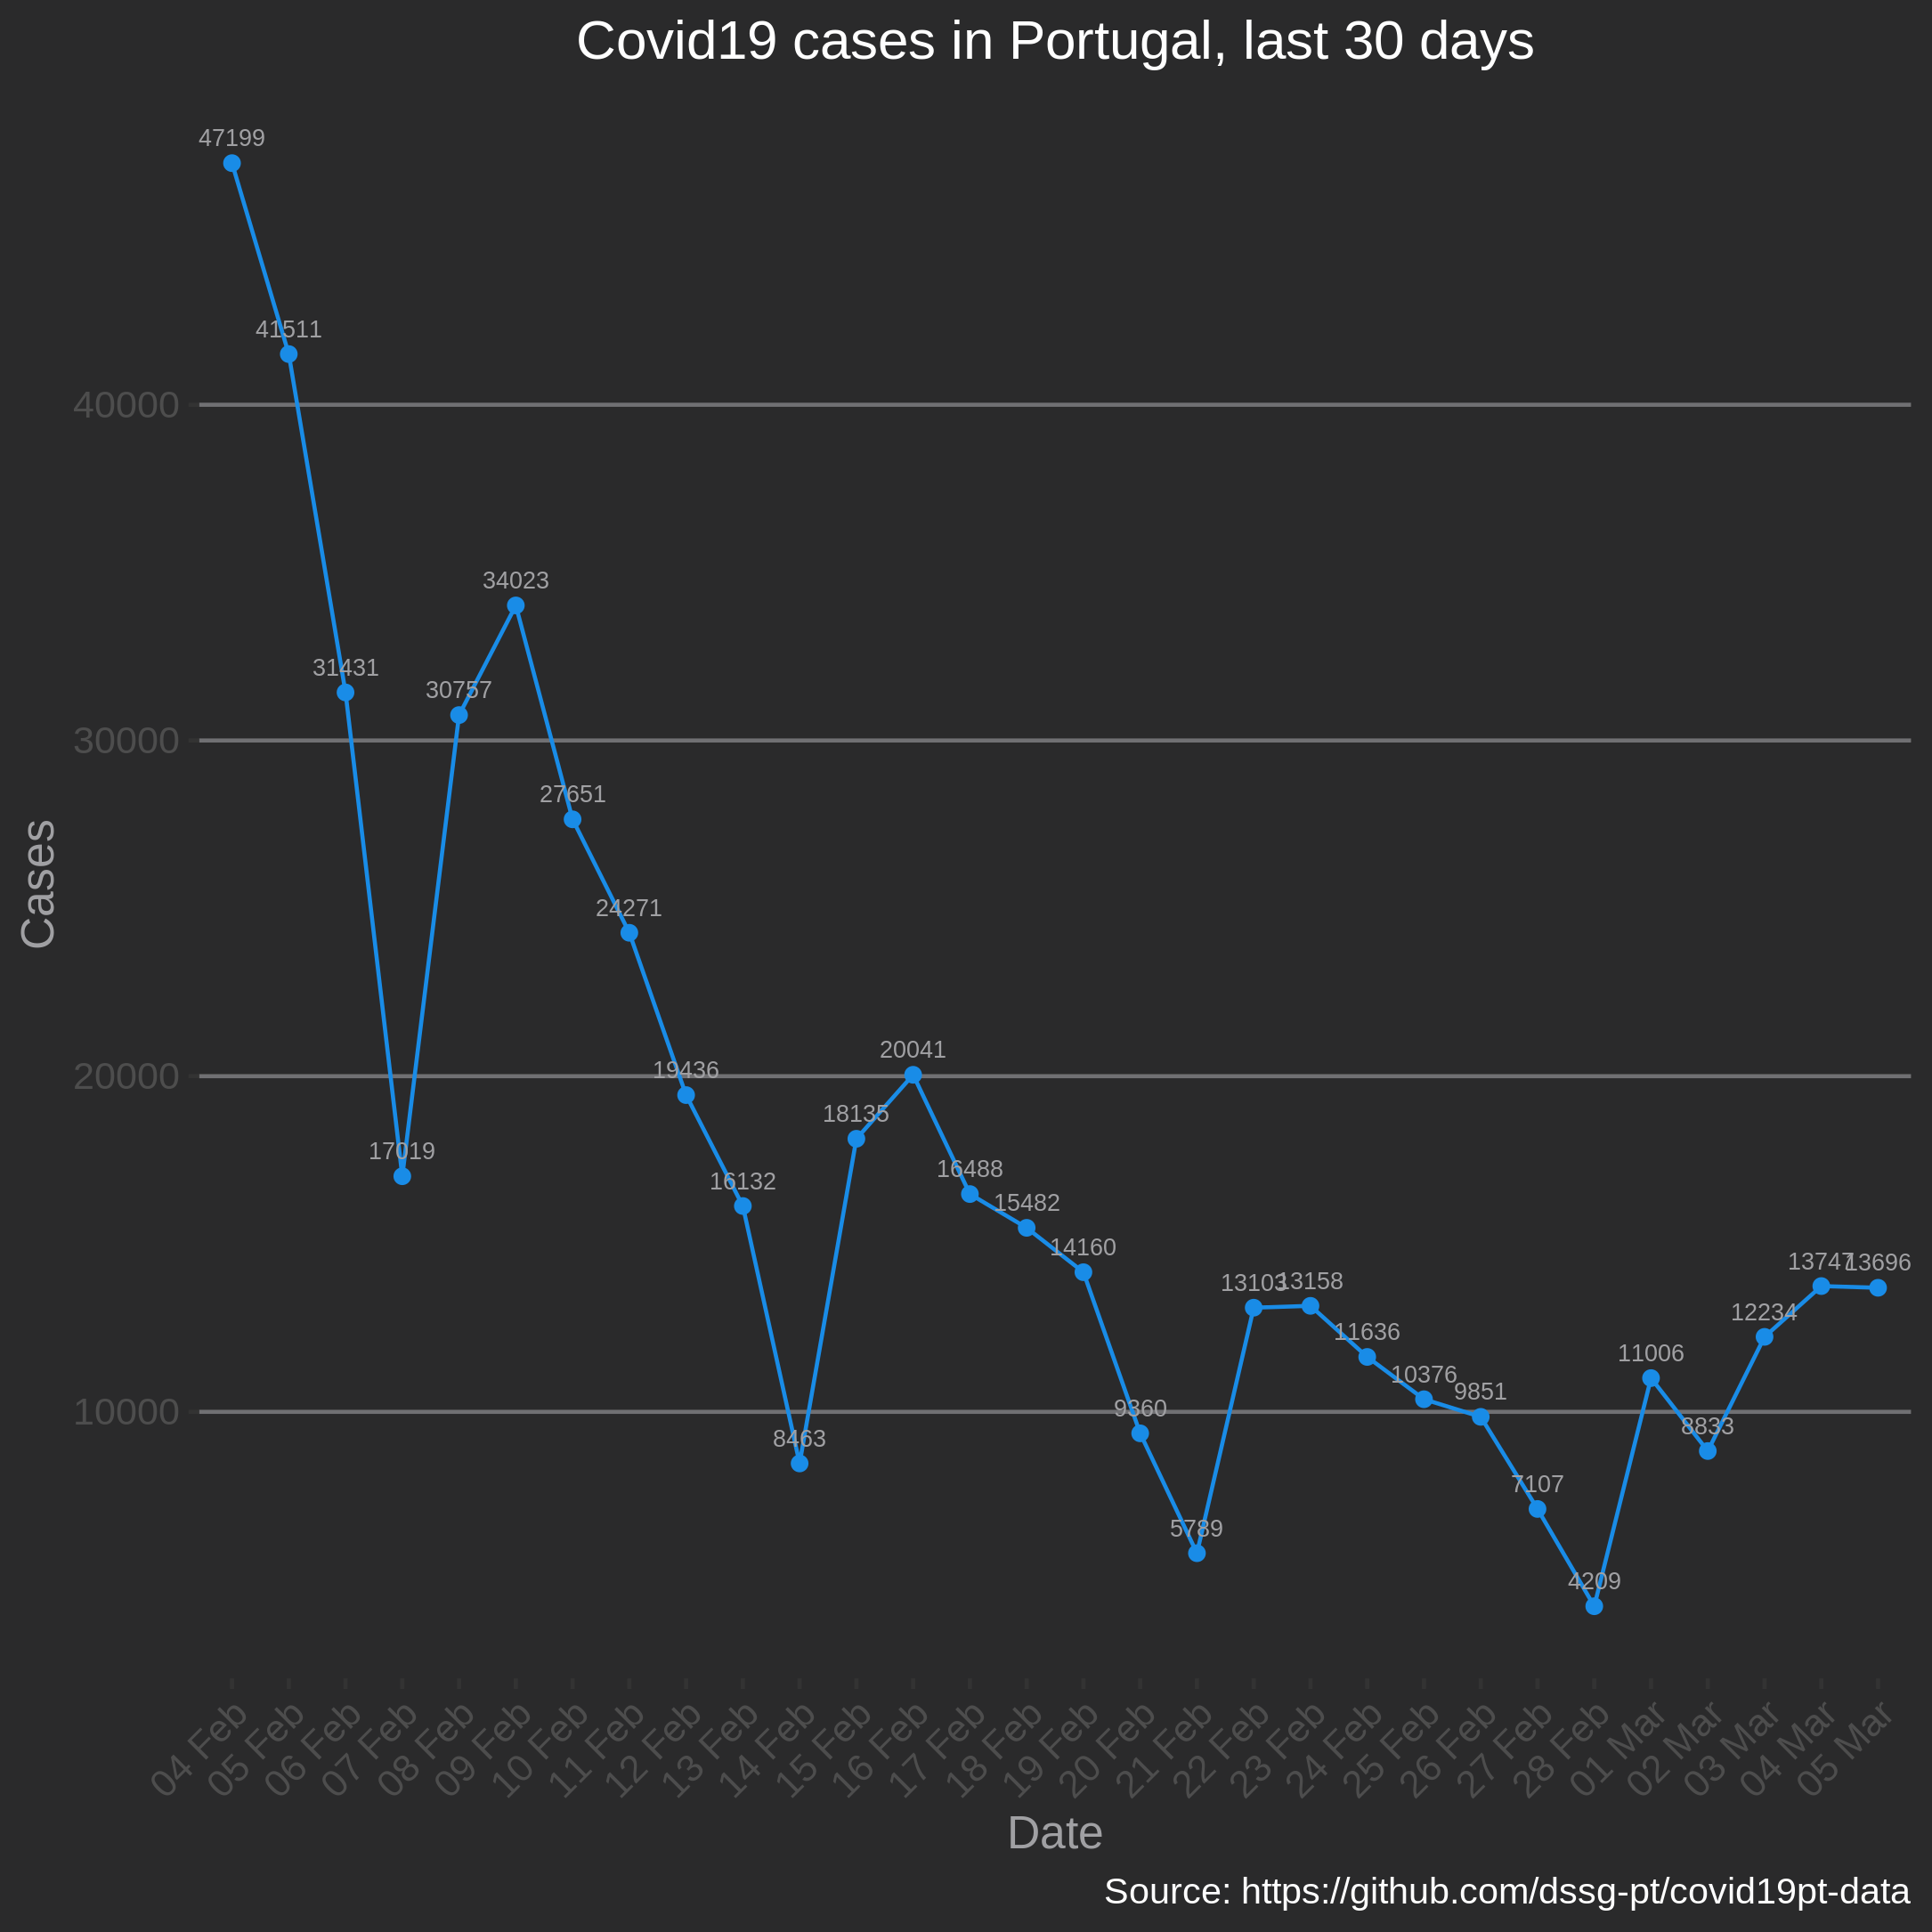 Covid19 cases in Portugal, last 30 days
47199
41511
40000
34023
31431
30757
30000
27651
24271
20041
20000
19436
18135
17019
16488
16132
15482
14160
13747
13696
13103
13158
12234
11636
11006
10376
10000
9851
9360
8833
8463
7107
5789
4209
Cases
04 Feb
05 Feb
06 Feb
07 Feb
08 Feb
09 Feb
10 Feb
11 Feb
12 Feb
13 Feb
14 Feb
15 Feb
16 Feb
17 Feb
18 Feb
19 Feb
20 Feb
21 Feb
22 Feb
23 Feb
24 Feb
25 Feb
26 Feb
27 Feb
28 Feb
01 Mar
02 Mar
03 Mar
04 Mar
05 Mar
Date
Source: https://github.com/dssg-pt/covid19pt-data